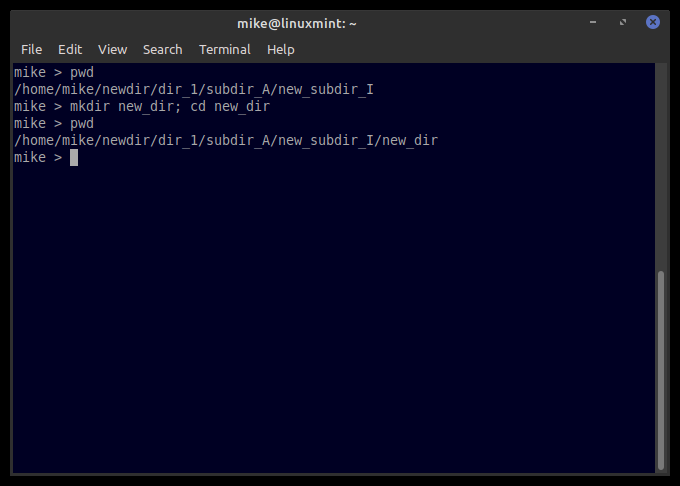 mike@linuxmint: ~
File Edit View Search Terminal Help
mike > pwd
/home/mike/newdir/dir_1/subdir_A/new_subdir_I
mike > mkdir new_dir; cd new_dir
mike > pwd
/home/mike/newdir/dir_1/subdir_A/new_subdir_I/new_dir
mike >